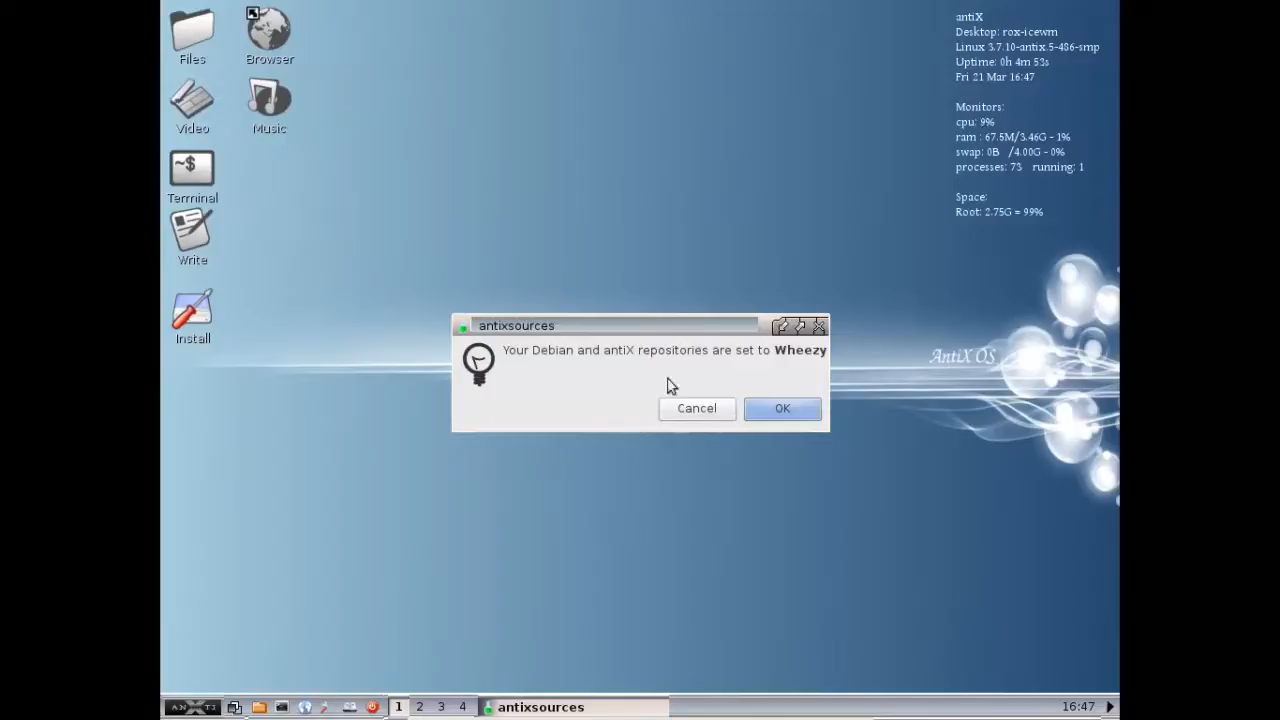 Files
Browser
Video
Music
~$
Terminal
Write
Install
antiX
Desktop: rox-icewm
Linux 3.7.10-antix.5-486-smp
Uptime: 0h 4m 53s
Fri 21 Mar 16:47
Monitors:
cpu: 9%
ram : 67.5M/3.46G - 1%
swap: 0B /4.00G - 0%
processes: 73 running: 1
Space:
Root: 2.75G = 99%
antixsources
Your Debian and antiX repositories are set to Wheezy
Cancel
OK
AntiX OS
ANXTI
1
2
3
4
antixsources
16:47